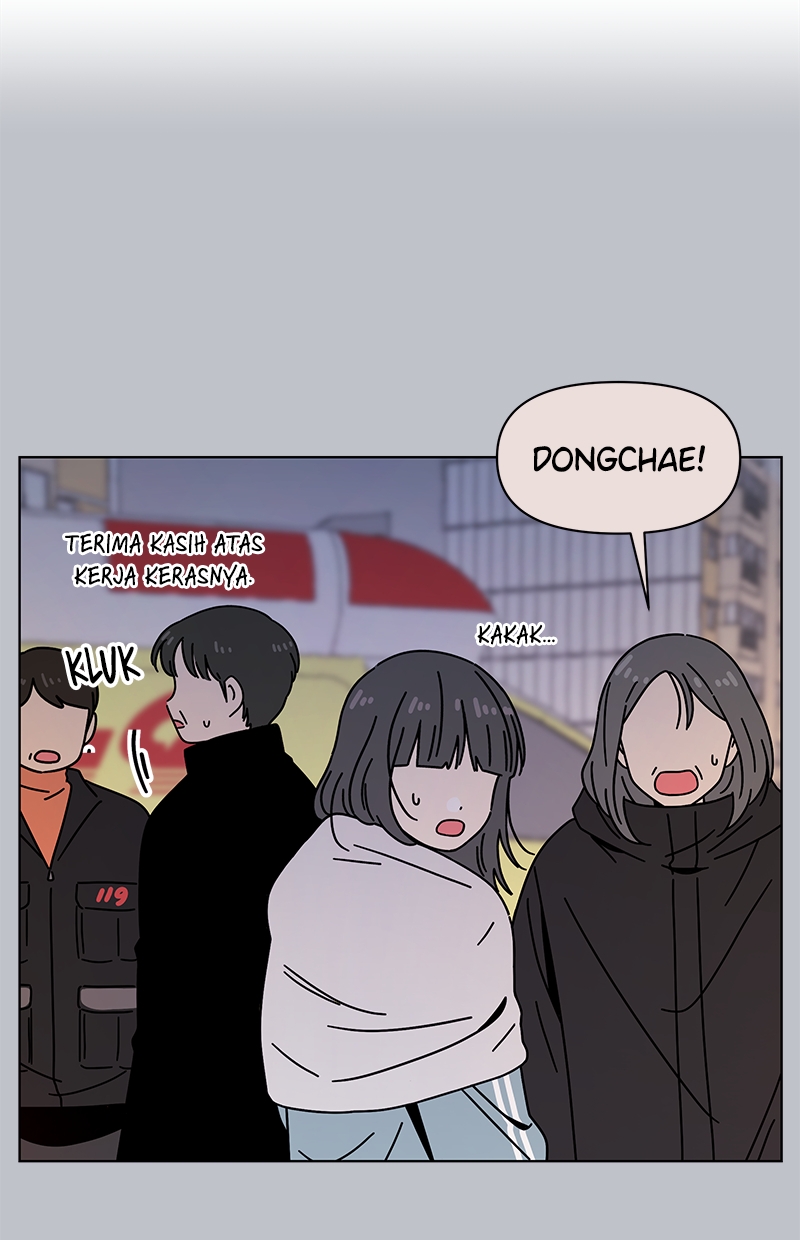 DONGCHAE!
TERIMA KASIH ATAS
KERJA KERASNYA.
KAKAK...
KLUK
119